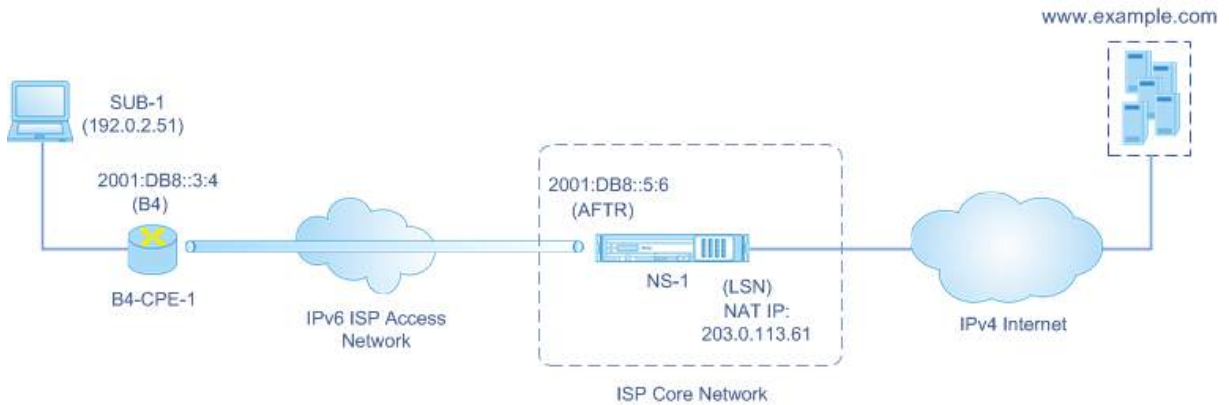 www.example.com
SUB-1
(192.0.2.51)
2001:DB8::3:4
(B4)
B4-CPE-1
IPv6 ISP Access
Network
2001:DB8::5:6
(AFTR)
NS-1
(LSN)
NAT IP:
203.0.113.61
ISP Core Network
IPv4 Internet